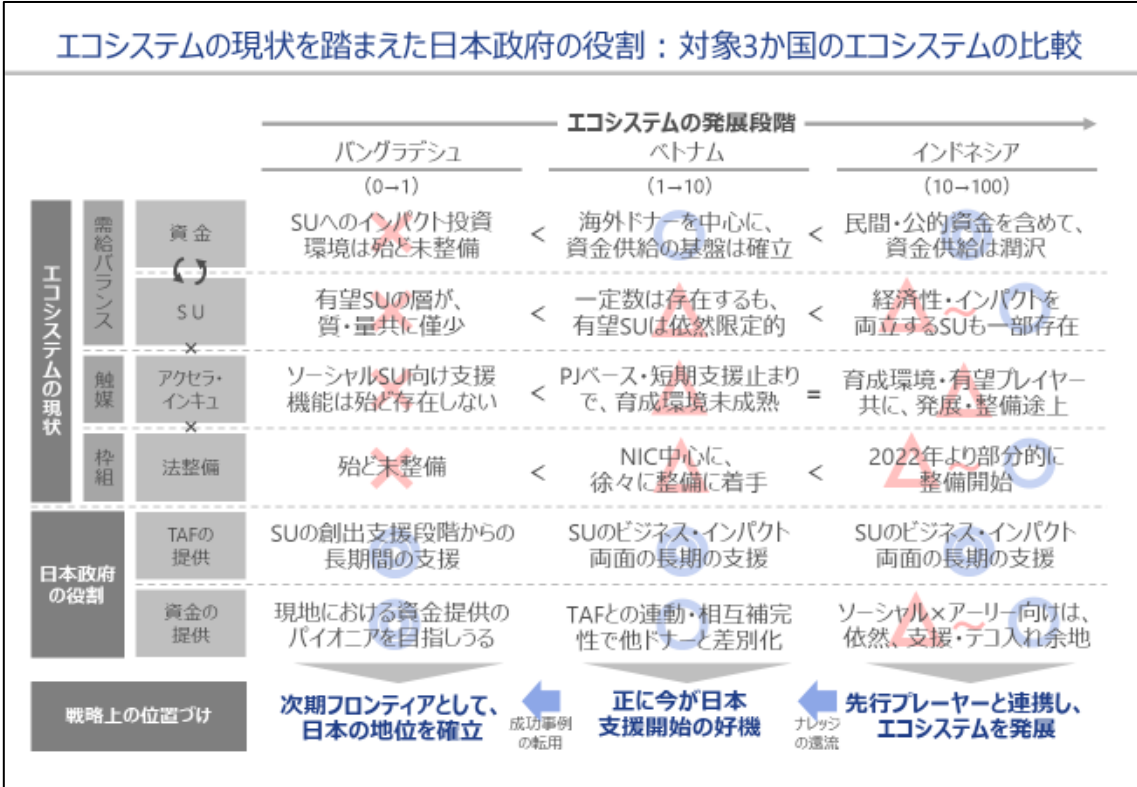 エコシステムの現状を踏まえた日本政府の役割：対象3か国のエコシステムの比較
エコシステムの発展段階
バングラデシュ
ベトナム
インドネシア
(0→1)
(1→10)
(10→100)
エコシステムの現状
需給バランス
資金
SUへのインパクト投資
環境は殆ど未整備
<
海外ドナーを中心に、
資金供給の基盤は確立
<
民間・公的資金を含めて、
資金供給は潤沢
SU
有望SUの層が、
質・量共に僅少
<
一定数は存在するも、
有望SUは依然限定的
<
経済性・インパクトを
両立するSUも一部存在
×
触媒
アクセラ・
インキュ
ソーシャルSU向け支援
機能は殆ど存在しない
<
PJベース・短期支援止まり
で、育成環境未成熟
=
育成環境・有望プレイヤー
共に、発展・整備途上
×
枠組
法整備
殆ど未整備
<
NIC中心に、
徐々に整備に着手
<
2022年より部分的に
整備開始
日本政府
の役割
TAFの
提供
SUの創出支援段階からの
長期間の支援
SUのビジネス・インパクト
両面の長期の支援
SUのビジネス・インパクト
両面の長期の支援
資金の
提供
現地における資金提供の
パイオニアを目指しうる
TAFとの連動・相互補完
性で他ドナーと差別化
ソーシャル×アーリー向けは、
依然、支援・テコ入れ余地
戦略上の位置づけ
次期フロンティアとして、
日本の地位を確立
成功事例
の転用
正に今が日本
支援開始の好機
ナレッジ
の還流
先行プレーヤーと連携し、
エコシステムを発展